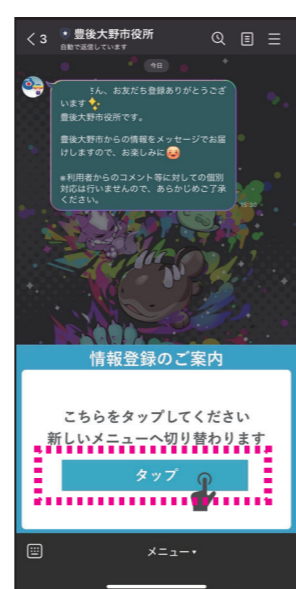 3
豊後大野市役所
自動で返信しています
今日
さん、お友だち登録ありがとうござ
います
豊後大野市役所です。
豊後大野市からの情報をメッセージでお届
けしますので、お楽しみに
※利用者からのコメント等に対しての個別
対応は行いませんので、あらかじめご了承
ください。
情報登録のご案内
こちらをタップしてください
新しいメニューへ切り替わります
タップ
メニュー▾